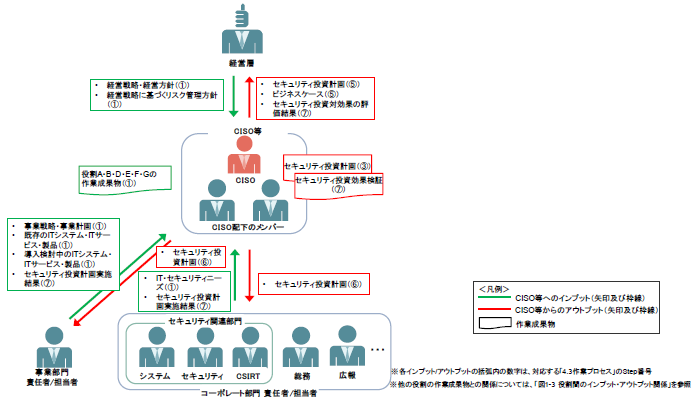 経営層
・ 経営戦略・経営方針(①)
・ 経営戦略に基づくリスク管理方針
(①)
・ セキュリティ投資計画(⑤)
・ ビジネスケース(⑤)
・ セキュリティ投資対効果の評
価結果(⑦)
CISO等
CISO
役割A・B・D・E・F・Gの
作業成果物(①)
セキュリティ投資計画(③)
セキュリティ投資効果検証
(⑦)
CISO配下のメンバー
・ 事業戦略・事業計画(①)
・ 既存のITシステム・ITサー
ビス・製品(①)
・ 導入検討中のITシステム・
ITサービス・製品(①)
・ セキュリティ投資計画実施
結果(⑦)
・ セキュリティ投
資計画(⑥)
・ IT・セキュリティニー
ズ(①)
・ セキュリティ投資計
画実施結果(⑦)
・ セキュリティ投資計画(⑥)
<凡例>
CISO等へのインプット(矢印及び枠線)
CISO等からのアウトプット(矢印及び枠線)
作業成果物
セキュリティ関連部門
システム
セキュリティ
CSIRT
総務
広報
…
事業部門
責任者/担当者
コーポレート部門 責任者/担当者
※各インプット/アウトプットの括弧内の数字は、対応する「4.3作業プロセス」のStep番号
※他の役割の作業成果物との関係については、「図1-3 役割間のインプット・アウトプット関係」を参照